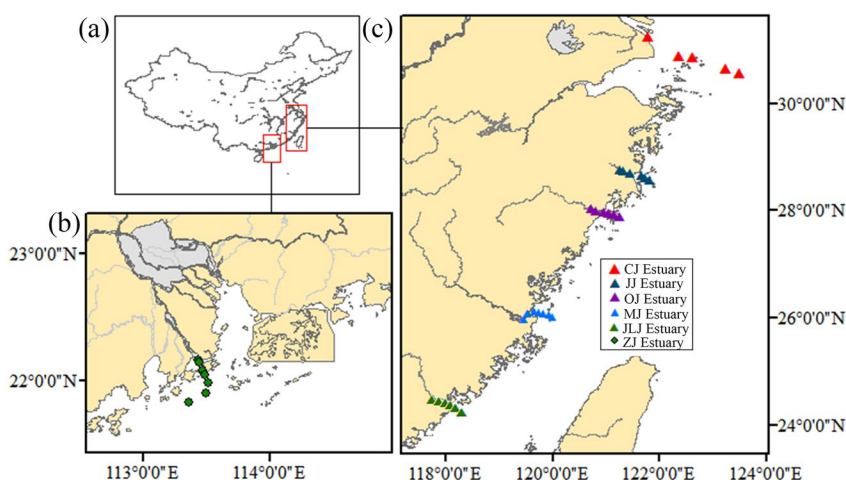 (a)
(c)
(b)
23°0'0"N
22°0'0"N
113°0'0"E
114°0'0"E
30°0'0"N
28°0'0"N
26°0'0"N
24°0'0"N
118°0'0"E
120°0'0"E
122°0'0"E
124°0'0"E
CJ Estuary
JJ Estuary
OJ Estuary
MJ Estuary
JLJ Estuary
ZJ Estuary